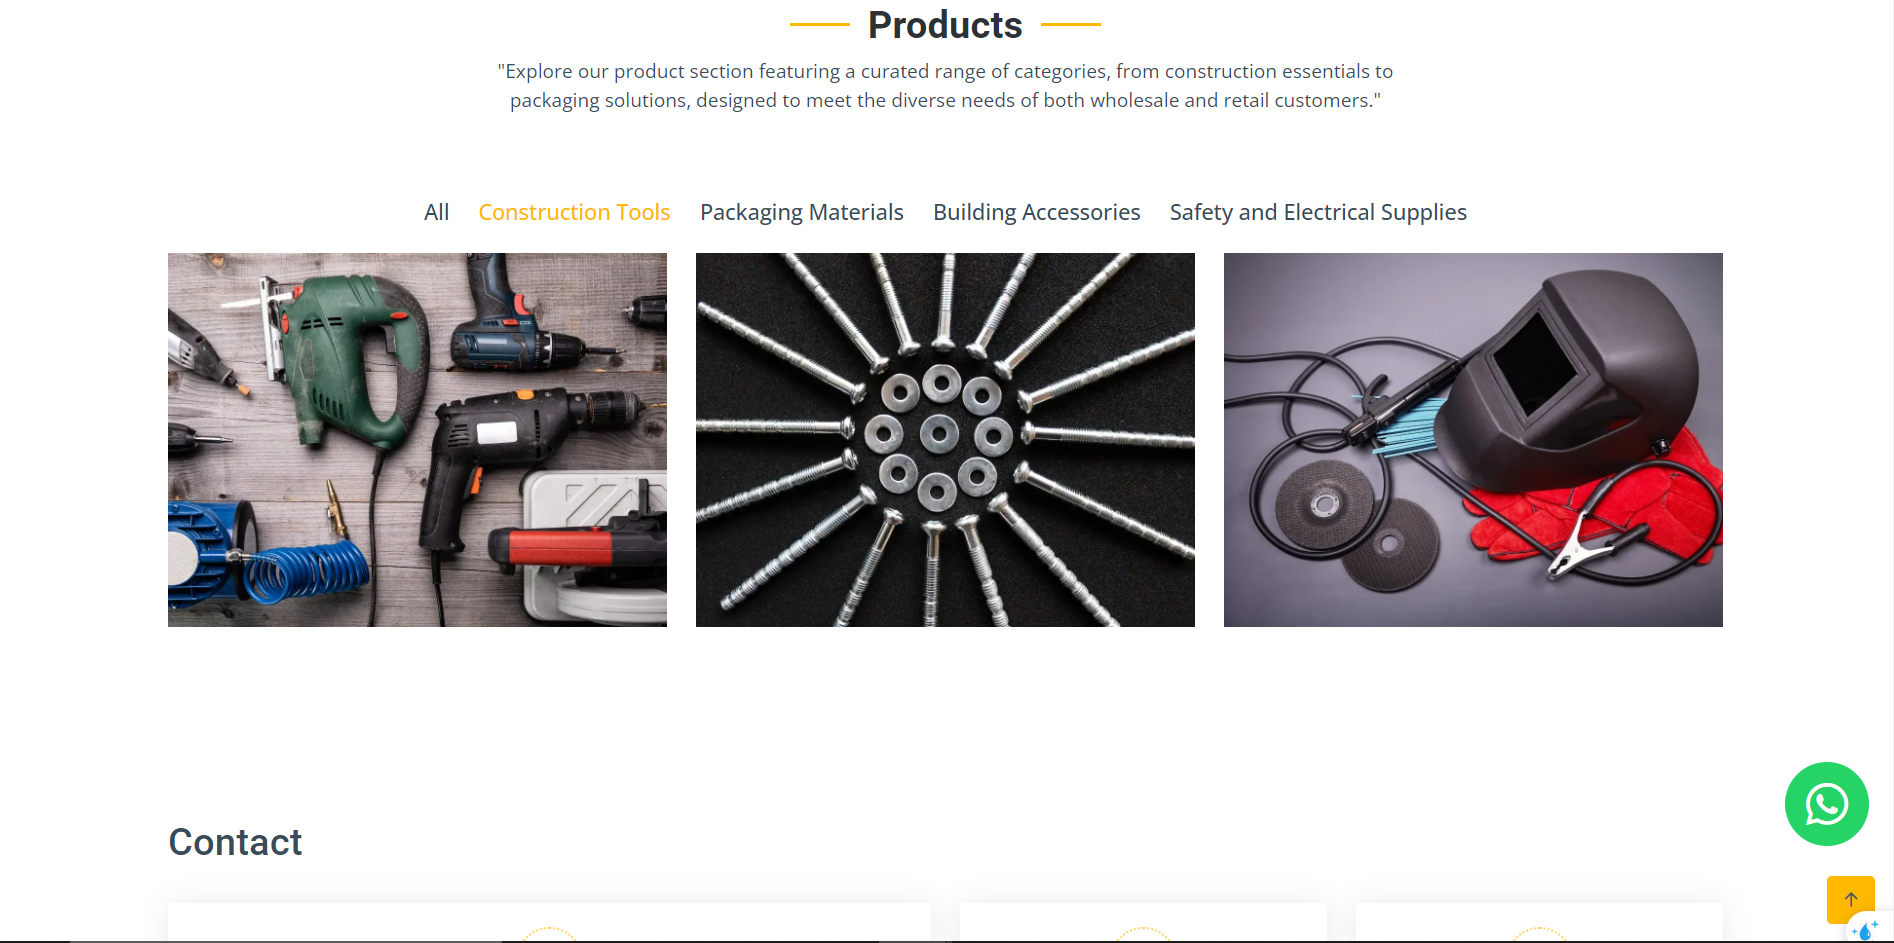 Products
"Explore our product section featuring a curated range of categories, from construction essentials to
packaging solutions, designed to meet the diverse needs of both wholesale and retail customers."
All Construction Tools Packaging Materials Building Accessories Safety and Electrical Supplies
Contact